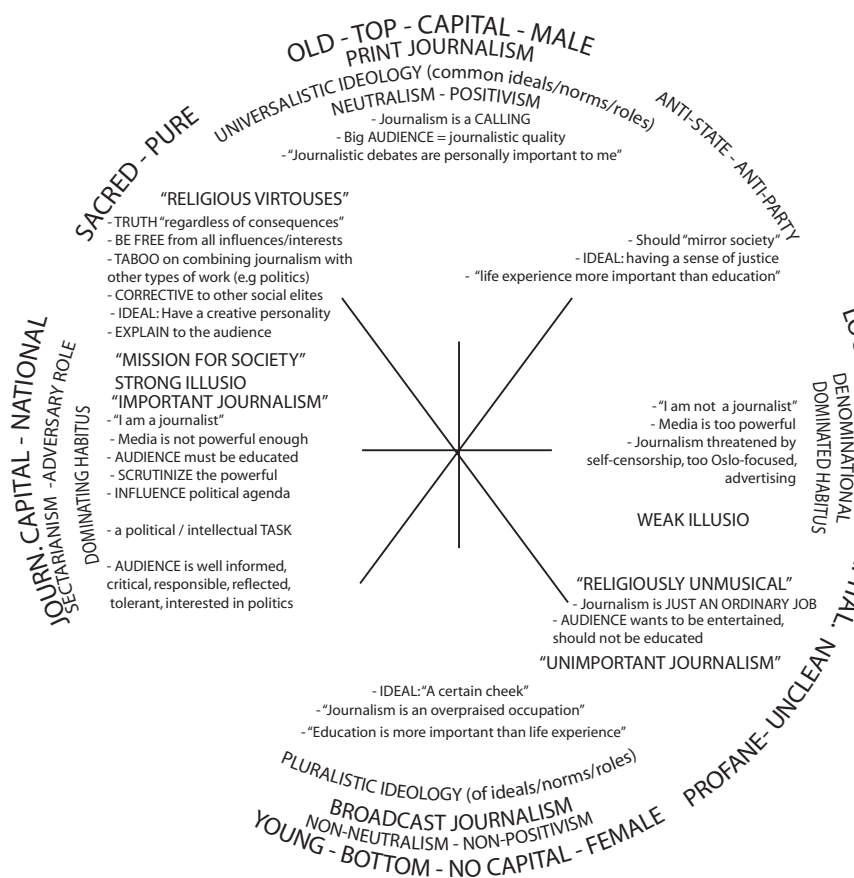 OLD - TOP - CAPITAL - MALE
PRINT JOURNALISM
UNIVERSALISTIC IDEOLOGY (common ideals/norms/roles)
NEUTRALISM - POSITIVISM
- Journalism is a CALLING
- Big AUDIENCE = journalistic quality
- “Journalistic debates are personally important to me”
SACRED - PURE
ANTI-STATE - ANTI-PARTY
“RELIGIOUS VIRTOUSES”
- TRUTH “regardless of consequences”
- BE FREE from all influences/interests
- TABOO on combining journalism with
other types of work (e.g politics)
- CORRECTIVE to other social elites
- IDEAL: Have a creative personality
- EXPLAIN to the audience
- Should “mirror society”
- IDEAL: having a sense of justice
- “life experience more important than education”
“MISSION FOR SOCIETY”
STRONG ILLUSIO
“IMPORTANT JOURNALISM”
- “I am a journalist”
- Media is not powerful enough
- AUDIENCE must be educated
- SCRUTINIZE the powerful
- INFLUENCE political agenda
- a political / intellectual TASK
- AUDIENCE is well informed,
critical, responsible, reflected,
tolerant, interested in politics
JOURN. CAPITAL - NATIONAL
SECTARIANISM -ADVERSARY ROLE
DOMINATING HABITUS
- “I am not a journalist”
- Media is too powerful
- Journalism threatened by
self-censorship, too Oslo-focused,
advertising
WEAK ILLUSIO
DENOMINATIONAL
DOMINATED HABITUS
“RELIGIOUSLY UNMUSICAL”
- Journalism is JUST AN ORDINARY JOB
- AUDIENCE wants to be entertained,
should not be educated
“UNIMPORTANT JOURNALISM”
PROFANE- UNCLEAN
- IDEAL: “A certain cheek”
- “Journalism is an overpraised occupation”
- “Education is more important than life experience”
PLURALISTIC IDEOLOGY (of ideals/norms/roles)
BROADCAST JOURNALISM
NON-NEUTRALISM - NON-POSITIVISM
YOUNG - BOTTOM - NO CAPITAL - FEMALE